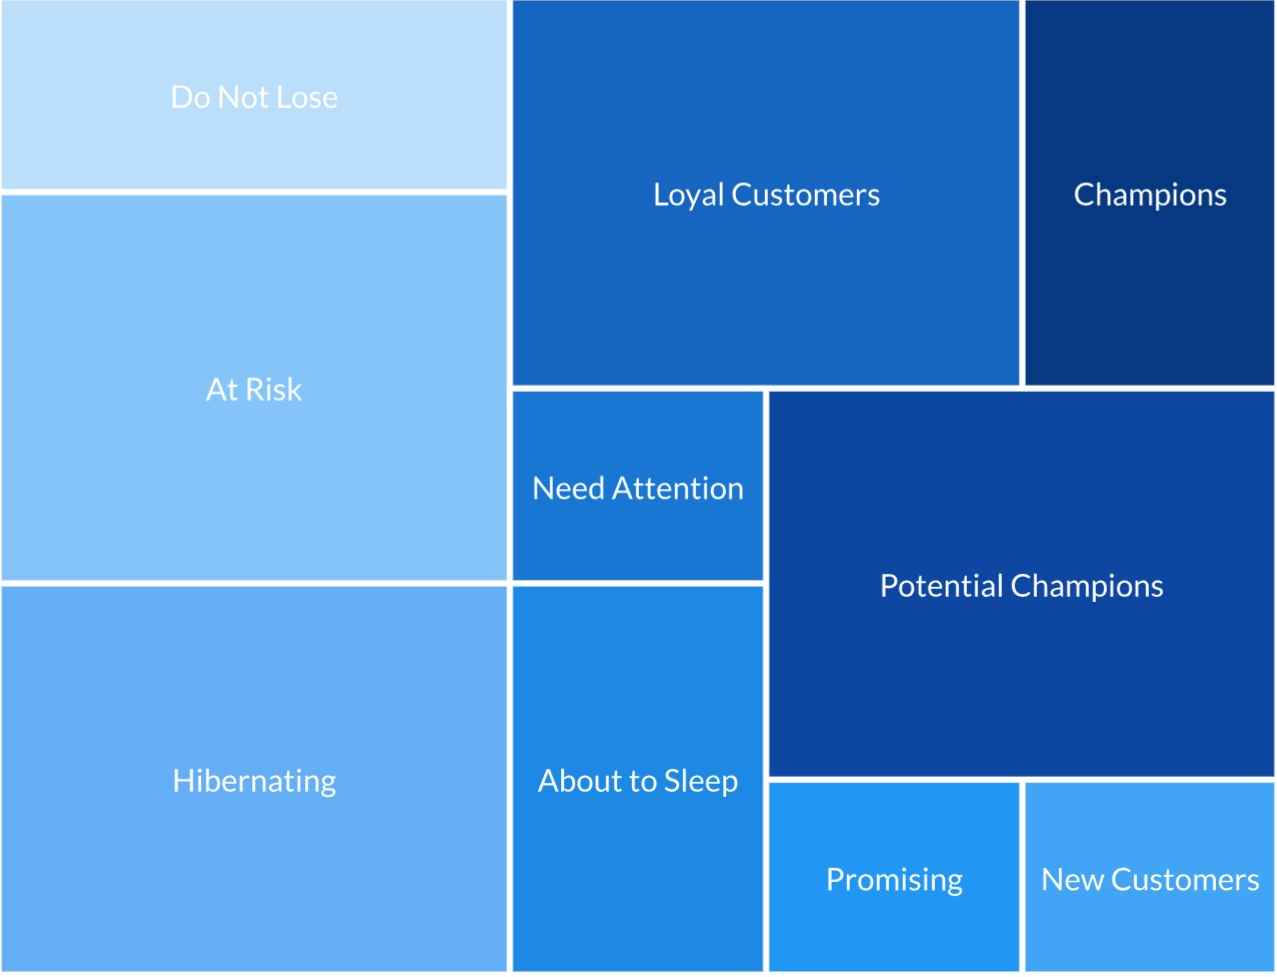 Do Not Lose
Loyal Customers
Champions
At Risk
Need Attention
Potential Champions
Hibernating
About to Sleep
Promising
New Customers